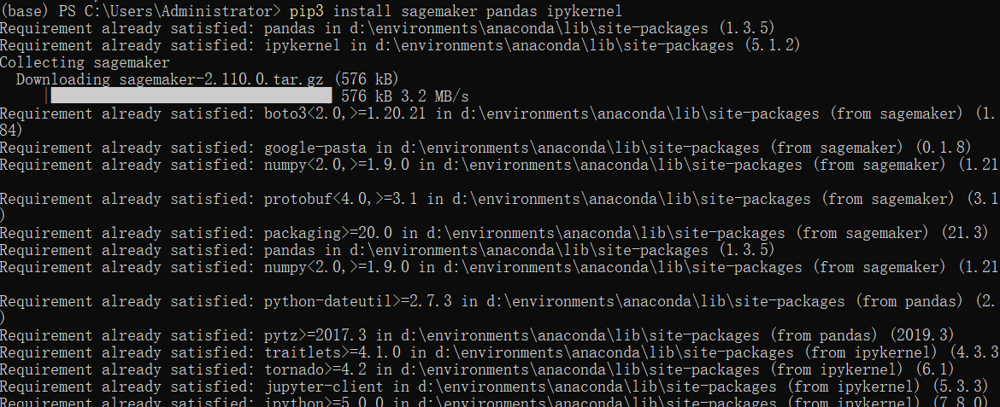 (base) PS C:\Users\Administrator> pip3 install sagemaker pandas ipykernel
Requirement already satisfied: pandas in d:\environments\anaconda\lib\site-packages (1.3.5)
Requirement already satisfied: ipykernel in d:\environments\anaconda\lib\site-packages (5.1.2)
Collecting sagemaker
  Downloading sagemaker-2.110.0.tar.gz (576 kB)
     |████████████████████████████████| 576 kB 3.2 MB/s
Requirement already satisfied: boto3<2.0,>=1.20.21 in d:\environments\anaconda\lib\site-packages (from sagemaker) (1.
84)
Requirement already satisfied: google-pasta in d:\environments\anaconda\lib\site-packages (from sagemaker) (0.1.8)
Requirement already satisfied: numpy<2.0,>=1.9.0 in d:\environments\anaconda\lib\site-packages (from sagemaker) (1.21
Requirement already satisfied: protobuf<4.0,>=3.1 in d:\environments\anaconda\lib\site-packages (from sagemaker) (3.1
)
Requirement already satisfied: packaging>=20.0 in d:\environments\anaconda\lib\site-packages (from sagemaker) (21.3)
Requirement already satisfied: pandas in d:\environments\anaconda\lib\site-packages (1.3.5)
Requirement already satisfied: numpy<2.0,>=1.9.0 in d:\environments\anaconda\lib\site-packages (from sagemaker) (1.21
Requirement already satisfied: python-dateutil>=2.7.3 in d:\environments\anaconda\lib\site-packages (from pandas) (2.
)
Requirement already satisfied: pytz>=2017.3 in d:\environments\anaconda\lib\site-packages (from pandas) (2019.3)
Requirement already satisfied: traitlets>=4.1.0 in d:\environments\anaconda\lib\site-packages (from ipykernel) (4.3.3
Requirement already satisfied: tornado>=4.2 in d:\environments\anaconda\lib\site-packages (from ipykernel) (6.1)
Requirement already satisfied: jupyter-client in d:\environments\anaconda\lib\site-packages (from ipykernel) (5.3.3)
Requirement already satisfied: ipython>=5.0.0 in d:\environments\anaconda\lib\site-packages (from ipykernel) (7.8.0)